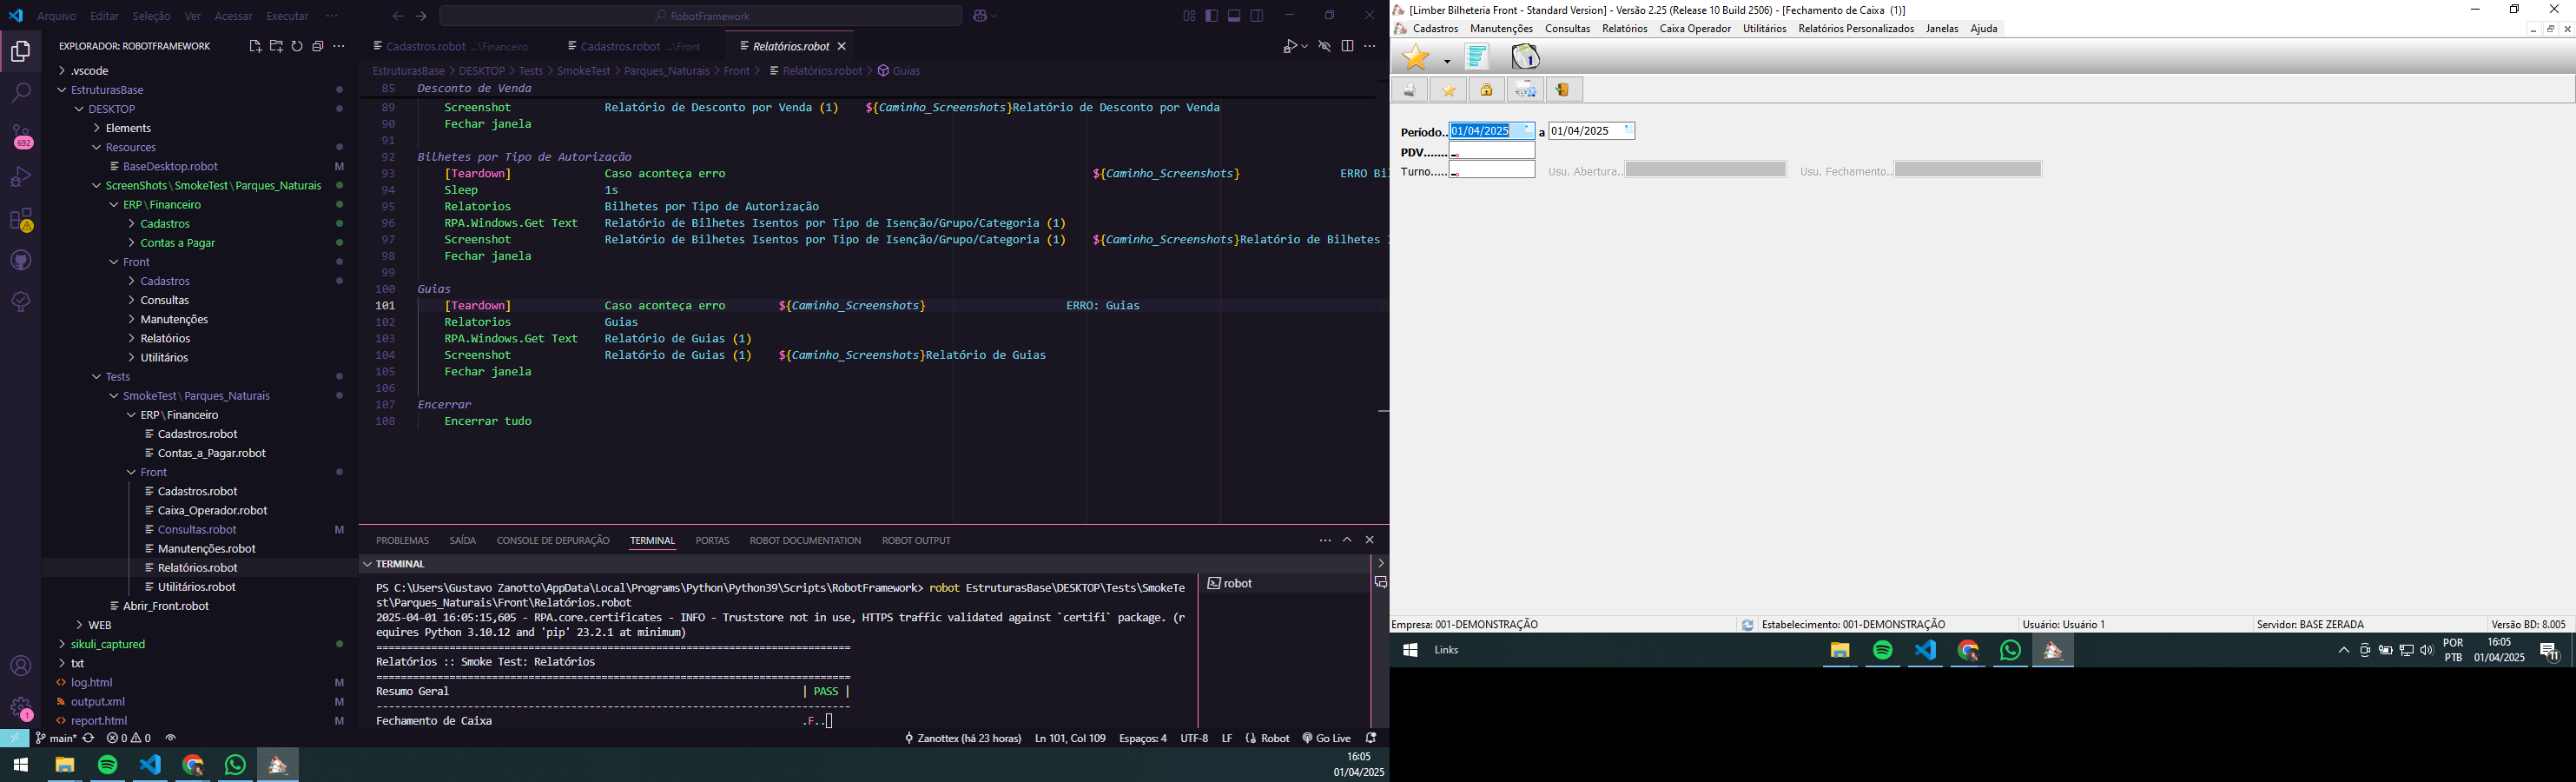 Arquivo Editar Seleção Ver Acessar Executar ···
RobotFramework
EXPLORADOR: ROBOTFRAMEWORK
.vscode
EstruturasBase
DESKTOP
Elements
Resources
BaseDesktop.robot M
ScreenShots\SmokeTest\Parques_Naturais
ERP\Financeiro
Cadastros
Contas a Pagar
Front
Cadastros
Consultas
Manutenções
Relatórios
Utilitários
Tests
SmokeTest\Parques_Naturais
ERP\Financeiro
Cadastros.robot
Contas_a_Pagar.robot
Front
Cadastros.robot
Caixa_Operador.robot
Consultas.robot M
Manutenções.robot
Relatórios.robot
Utilitários.robot
Abrir_Front.robot
WEB
sikuli_captured
txt
log.html M
output.xml M
report.html M
692
1
Cadastros.robot ...\Financeiro
Cadastros.robot ...\Front
Relatórios.robot
EstruturasBase > DESKTOP > Tests > SmokeTest > Parques_Naturais > Front > Relatórios.robot > Guias
85 Desconto de Venda
89 Screenshot Relatório de Desconto por Venda (1) ${Caminho_Screenshots}Relatório de Desconto por Venda
90 Fechar janela
91
92 Bilhetes por Tipo de Autorização
93 [Teardown] Caso aconteça erro ${Caminho_Screenshots} ERRO Bil
94 Sleep 1s
95 Relatorios Bilhetes por Tipo de Autorização
96 RPA.Windows.Get Text Relatório de Bilhetes Isentos por Tipo de Isenção/Grupo/Categoria (1)
97 Screenshot Relatório de Bilhetes Isentos por Tipo de Isenção/Grupo/Categoria (1) ${Caminho_Screenshots}Relatório de Bilhetes
98 Fechar janela
99
100 Guias
101 [Teardown] Caso aconteça erro ${Caminho_Screenshots} ERRO: Guias
102 Relatorios Guias
103 RPA.Windows.Get Text Relatório de Guias (1)
104 Screenshot Relatório de Guias (1) ${Caminho_Screenshots}Relatório de Guias
105 Fechar janela
106
107 Encerrar
108 Encerrar tudo
PROBLEMAS SAÍDA CONSOLE DE DEPURAÇÃO TERMINAL PORTAS ROBOT DOCUMENTATION ROBOT OUTPUT
TERMINAL
PS C:\Users\Gustavo Zanotto\AppData\Local\Programs\Python\Python39\Scripts\RobotFramework> robot EstruturasBase\DESKTOP\Tests\SmokeTe
st\Parques_Naturais\Front\Relatórios.robot
2025-04-01 16:05:15,605 - RPA.core.certificates - INFO - Truststore not in use, HTTPS traffic validated against `certifi` package. (r
equires Python 3.10.12 and 'pip' 23.2.1 at minimum)
==============================================================================
Relatórios :: Smoke Test: Relatórios
==============================================================================
Resumo Geral | PASS |
------------------------------------------------------------------------------
Fechamento de Caixa .F..
robot
main* 0 0
Zanottex (há 23 horas) Ln 101, Col 109 Espaços: 4 UTF-8 LF Robot Go Live
16:05
01/04/2025
[Limber Bilheteria Front - Standard Version] - Versão 2.25 (Release 10 Build 2506) - [Fechamento de Caixa (1)]
Cadastros Manutenções Consultas Relatórios Caixa Operador Utilitários Relatórios Personalizados Janelas Ajuda
1
Período.. 01/04/2025 a 01/04/2025
PDV.......
Turno..... Usu. Abertura.. Usu. Fechamento..
Empresa: 001-DEMONSTRAÇÃO Estabelecimento: 001-DEMONSTRAÇÃO Usuário: Usuário 1 Servidor: BASE ZERADA Versão BD: 8.005
Links
POR
PTB
16:05
01/04/2025
11